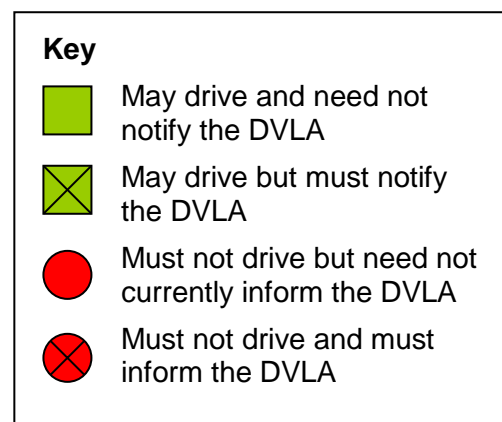 Key
May drive and need not
notify the DVLA
May drive but must notify
the DVLA
Must not drive but need not
currently inform the DVLA
Must not drive and must
inform the DVLA